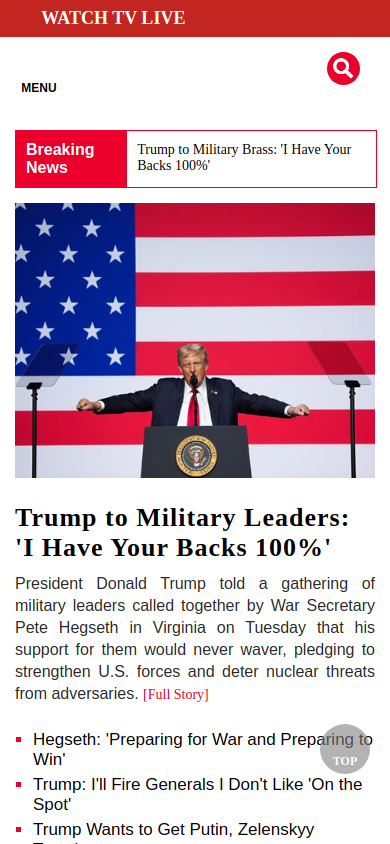 WATCH TV LIVE
MENU
Breaking
News
Trump to Military Brass: 'I Have Your
Backs 100%'
Trump to Military Leaders:
'I Have Your Backs 100%'
President Donald Trump told a gathering of
military leaders called together by War Secretary
Pete Hegseth in Virginia on Tuesday that his
support for them would never waver, pledging to
strengthen U.S. forces and deter nuclear threats
from adversaries. [Full Story]
Hegseth: 'Preparing for War and Preparing to
Win'
TOP
Trump: I'll Fire Generals I Don't Like 'On the
Spot'
Trump Wants to Get Putin, Zelenskyy